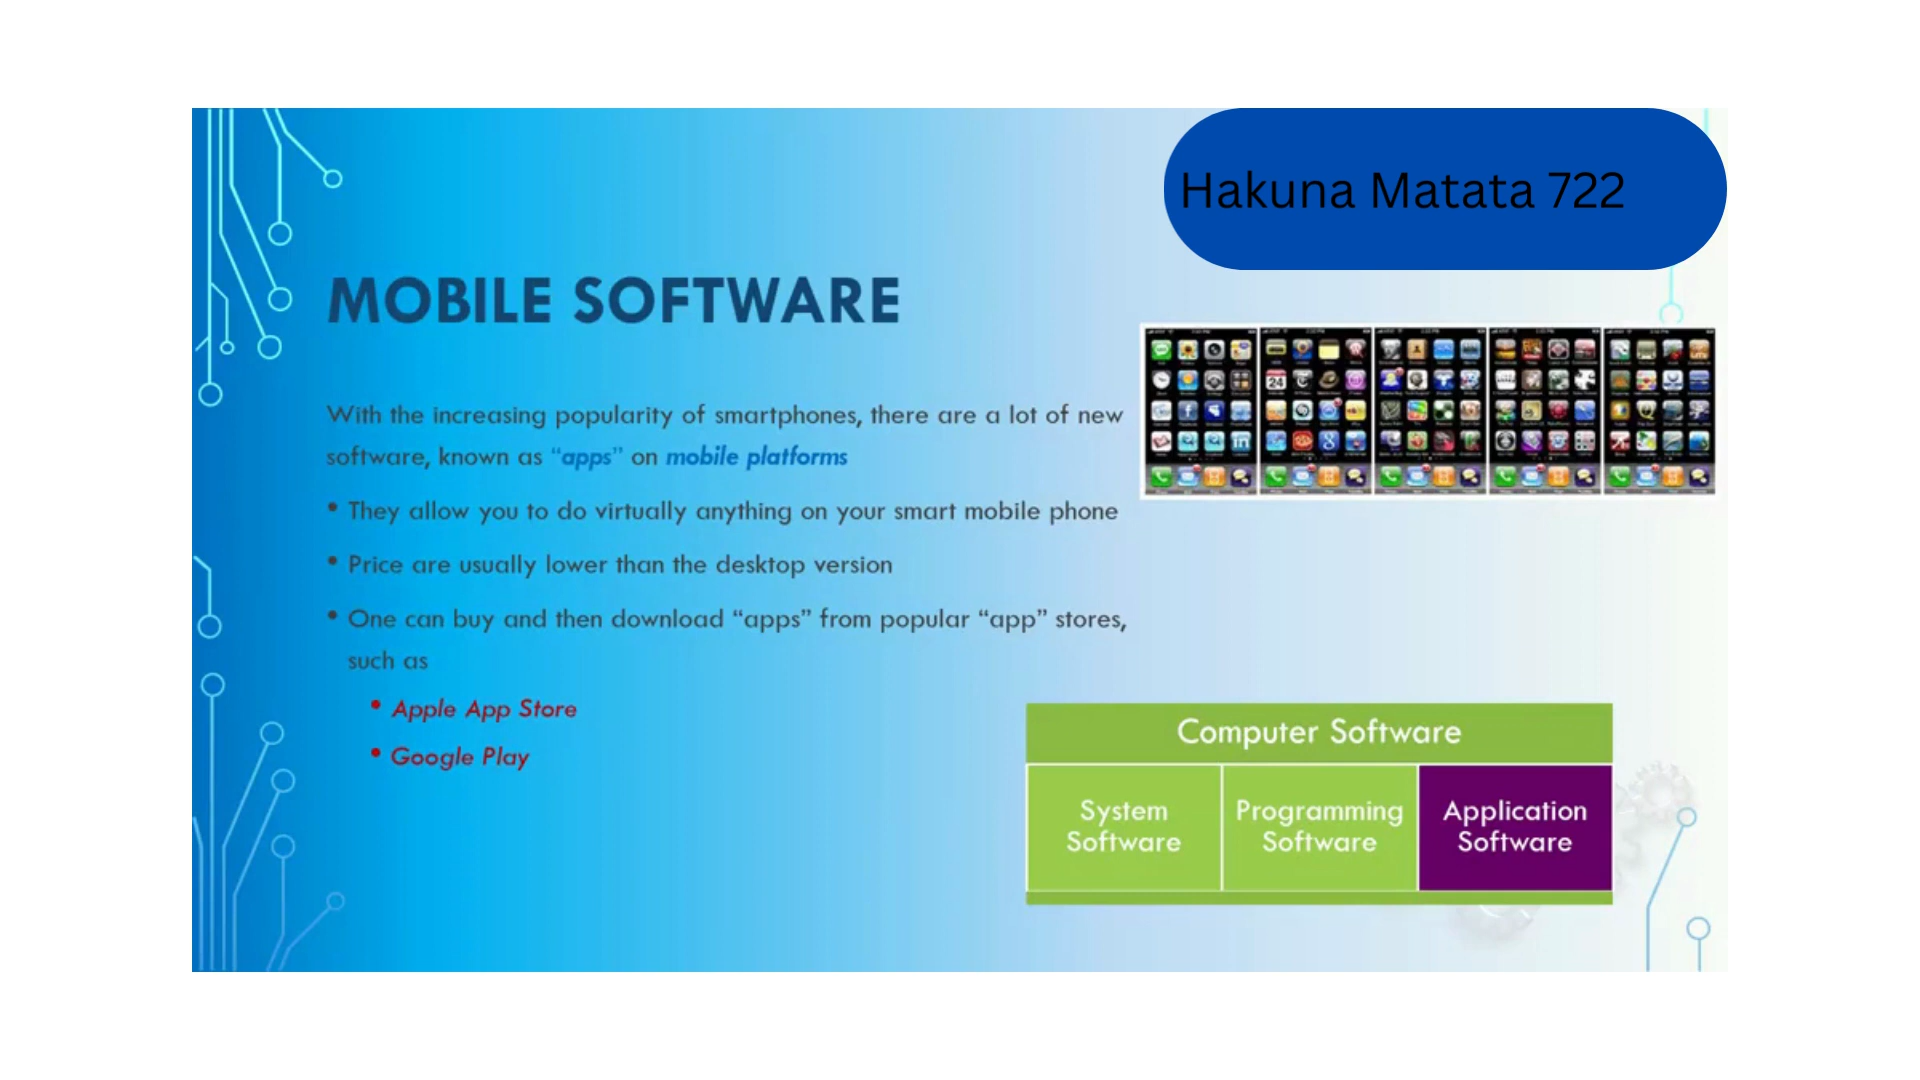 Hakuna Matata 722
MOBILE SOFTWARE
With the increasing popularity of smartphones, there are a lot of new
software, known as “apps” on mobile platforms
• They allow you to do virtually anything on your smart mobile phone
• Price are usually lower than the desktop version
• One can buy and then download “apps” from popular “app” stores,
such as
• Apple App Store
• Google Play
Computer Software
System
Software
Programming
Software
Application
Software